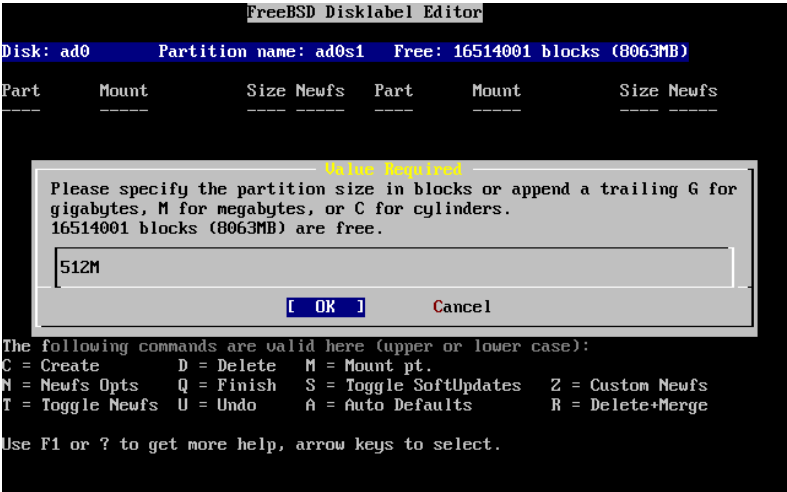 FreeBSD Disklabel Editor
Disk: ad0 Partition name: ad0s1 Free: 16514001 blocks (8063MB)
Part Mount Size Newfs Part Mount Size Newfs
---- ----- ---- ----- ---- ----- ---- -----
Value Required
Please specify the partition size in blocks or append a trailing G for
gigabytes, M for megabytes, or C for cylinders.
16514001 blocks (8063MB) are free.
512M
[ OK ] Cancel
The following commands are valid here (upper or lower case):
C = Create D = Delete M = Mount pt.
N = Newfs Opts Q = Finish S = Toggle SoftUpdates Z = Custom Newfs
T = Toggle Newfs U = Undo A = Auto Defaults R = Delete+Merge
Use F1 or ? to get more help, arrow keys to select.